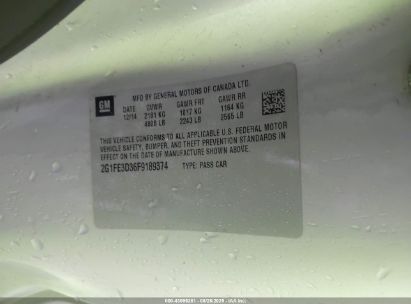 GM
MFD BY GENERAL MOTORS OF CANADA LTD.
DATE GVWR GAWR FRT GAWR RR
12/14 2181 KG 1017 KG 1164 KG
4808 LB 2243 LB 2565 LB
THIS VEHICLE CONFORMS TO ALL APPLICABLE U.S. FEDERAL MOTOR
VEHICLE SAFETY, BUMPER, AND THEFT PREVENTION STANDARDS IN
EFFECT ON THE DATE OF MANUFACTURE SHOWN ABOVE.
2G1FE3D36F9189374 TYPE: PASS CAR